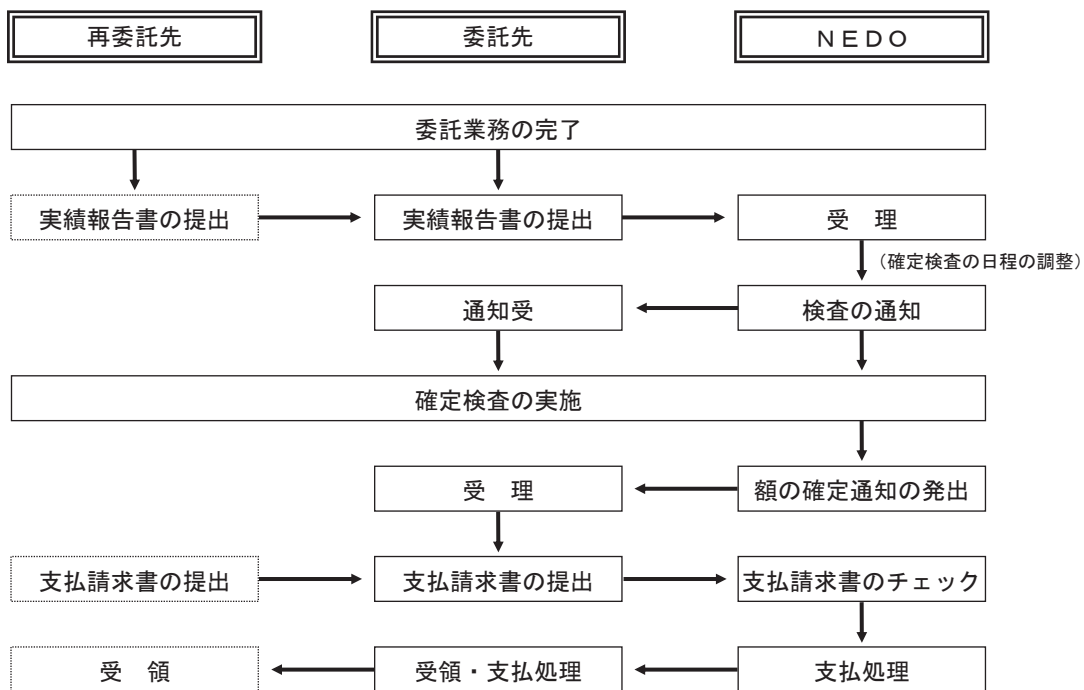 再委託先
委託先
ＮＥＤＯ
委託業務の完了
実績報告書の提出
実績報告書の提出
受　理
（確定検査の日程の調整）
通知受
検査の通知
確定検査の実施
受　理
額の確定通知の発出
支払請求書の提出
支払請求書の提出
支払請求書のチェック
受　領
受領・支払処理
支払処理